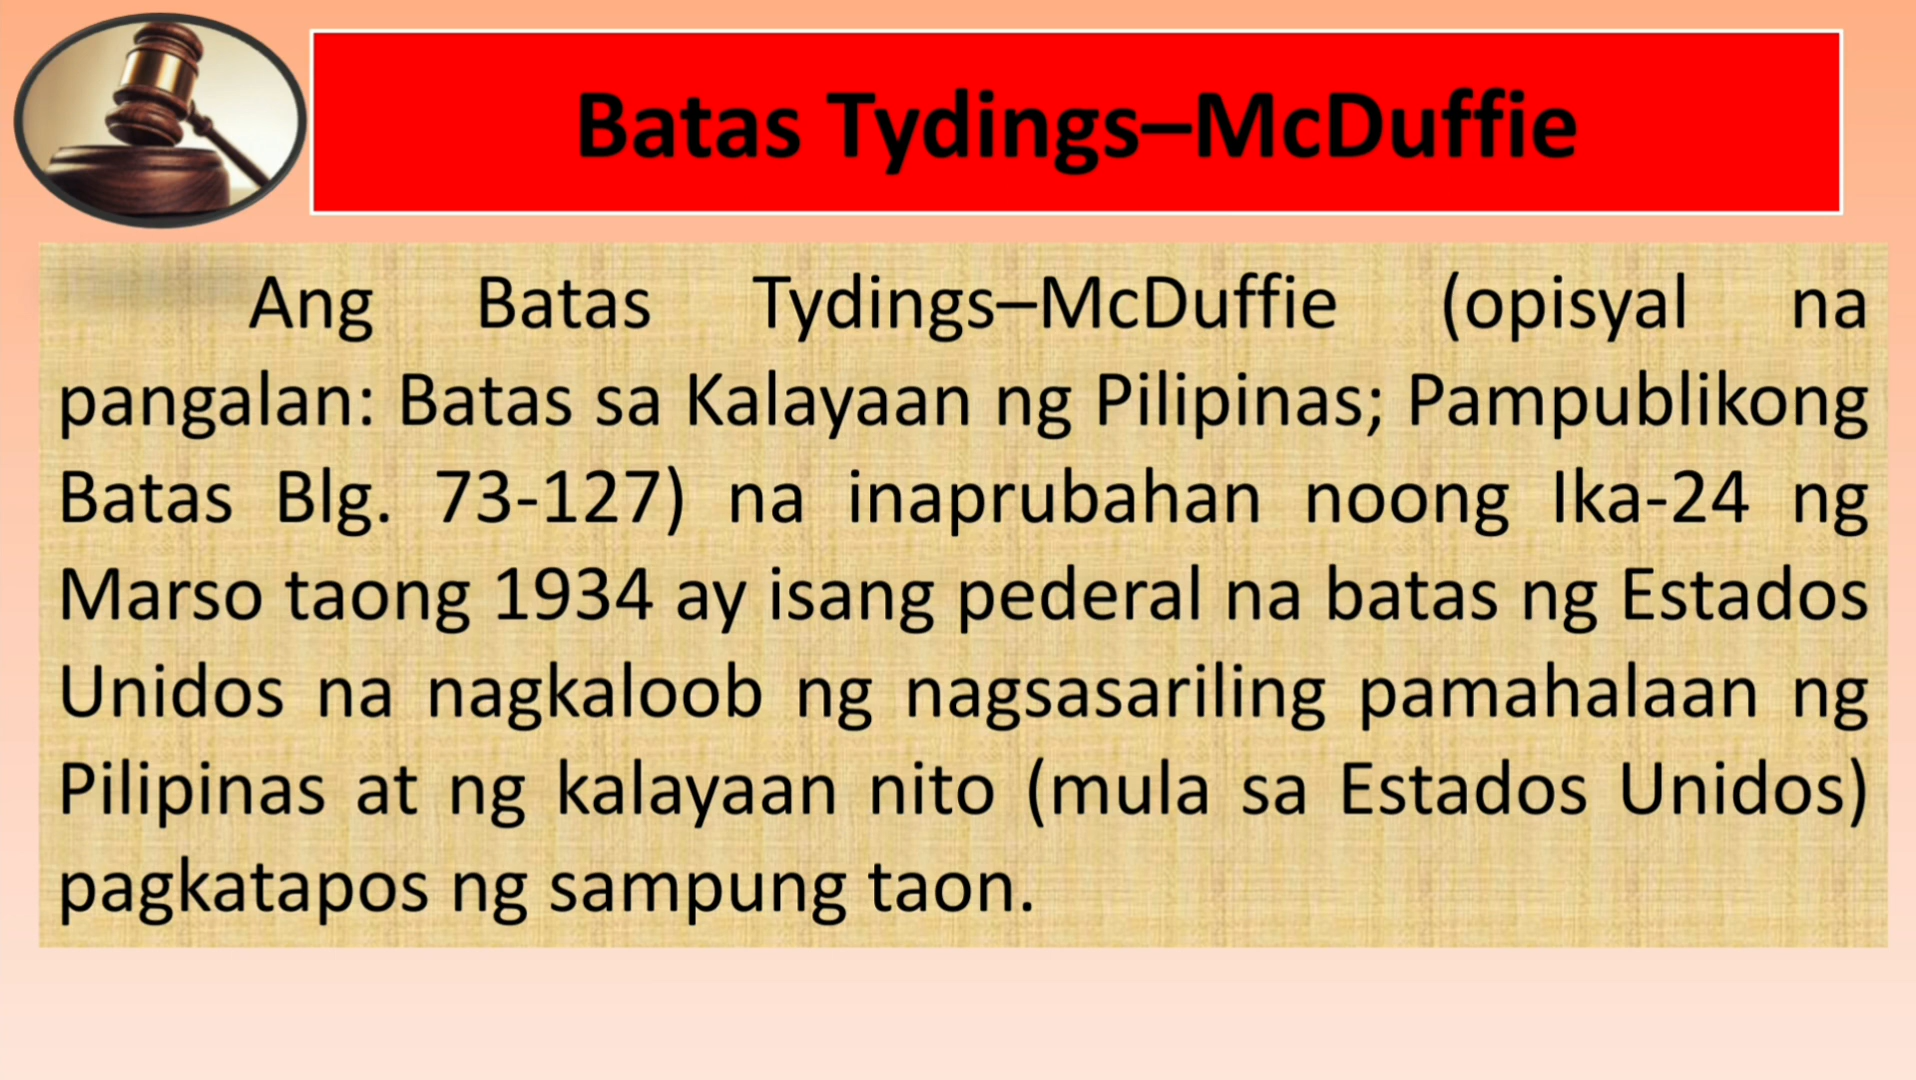 Batas Tydings–McDuffie
Ang Batas Tydings–McDuffie (opisyal na
pangalan: Batas sa Kalayaan ng Pilipinas; Pampublikong
Batas Blg. 73-127) na inaprubahan noong Ika-24 ng
Marso taong 1934 ay isang pederal na batas ng Estados
Unidos na nagkaloob ng nagsasariling pamahalaan ng
Pilipinas at ng kalayaan nito (mula sa Estados Unidos)
pagkatapos ng sampung taon.